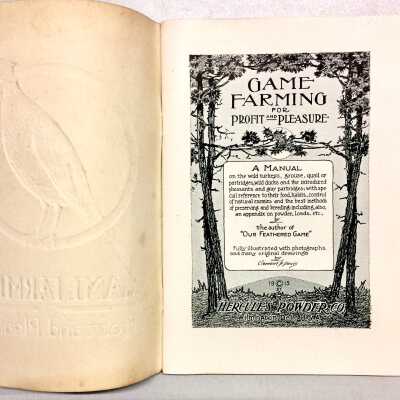 GAME
FARMING
FOR
PROFIT AND PLEASURE
A MANUAL
on the wild turkeys, grouse, quail or
partridges, wild ducks and the introduced
pheasants and gray partridges; with spe
cial reference to their food, habits, control
of natural enemies and the best methods
of preserving and breeding; including, also,
an appendix on powder, loads, etc.,
by
The author of
"OUR FEATHERED GAME"
Fully illustrated with photographs
and many original drawings
by
19©15
BY
HERCULES POWDER CO.